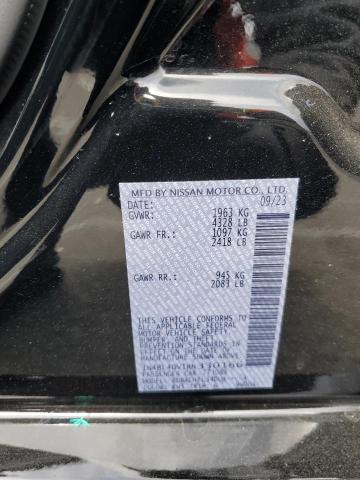 MFD BY NISSAN MOTOR CO., LTD.
DATE: 09/23
GVWR: 1963 KG
4328 LB
GAWR FR.: 1097 KG
2418 LB
GAWR RR.: 945 KG
2083 LB
THIS VEHICLE CONFORMS TO
ALL APPLICABLE FEDERAL
MOTOR VEHICLE SAFETY,
BUMPER, AND THEFT
PREVENTION STANDARDS
IN EFFECT ON THE DATE OF
MANUFACTURE SHOWN ABOVE.
PASSENGER CAR